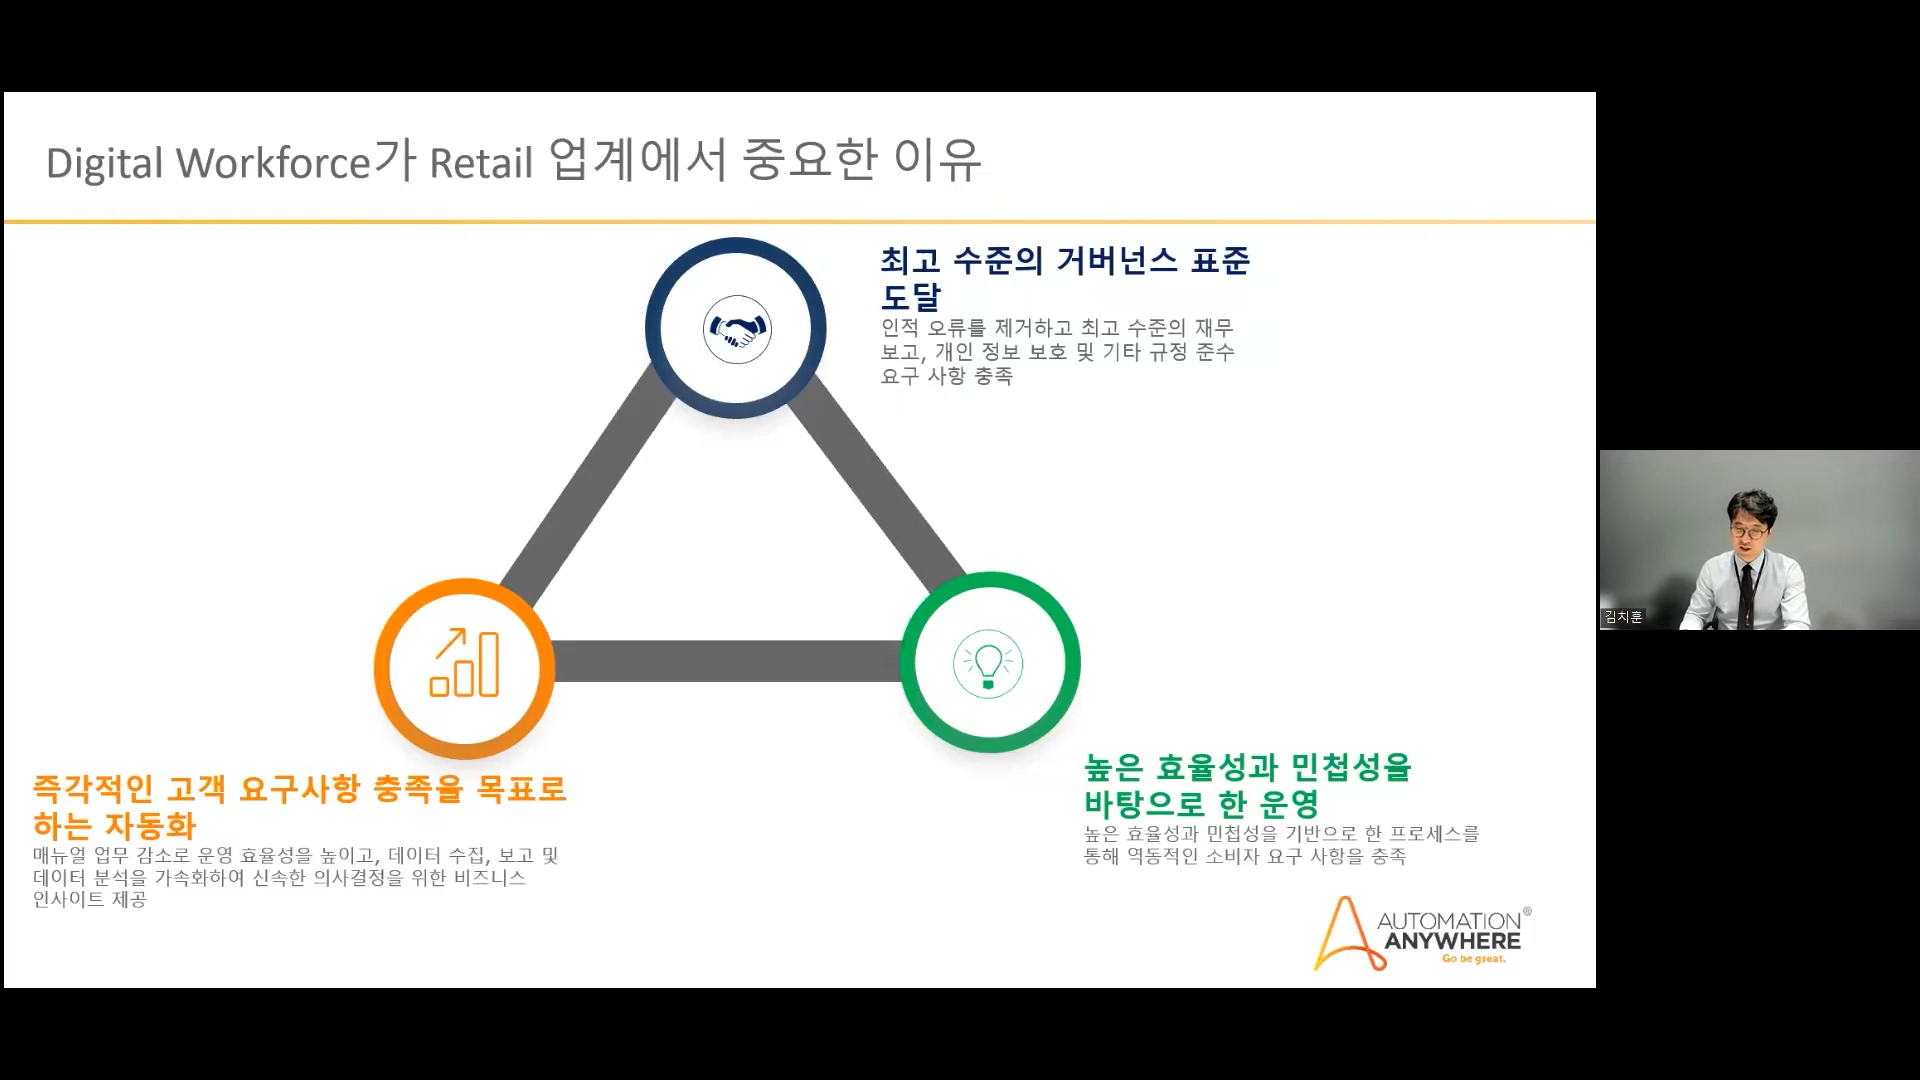 Digital Workforce가 Retail 업계에서 중요한 이유
최고 수준의 거버넌스 표준
도달
인적 오류를 제거하고 최고 수준의 재무
보고, 개인 정보 보호 및 기타 규정 준수
요구 사항 충족
즉각적인 고객 요구사항 충족을 목표로
하는 자동화
매뉴얼 업무 감소로 운영 효율성을 높이고, 데이터 수집, 보고 및
데이터 분석을 가속화하여 신속한 의사결정을 위한 비즈니스
인사이트 제공
높은 효율성과 민첩성을
바탕으로 한 운영
높은 효율성과 민첩성을 기반으로 한 프로세스를
통해 역동적인 소비자 요구 사항을 충족
AUTOMATION®
ANYWHERE
Go be great.
김치훈